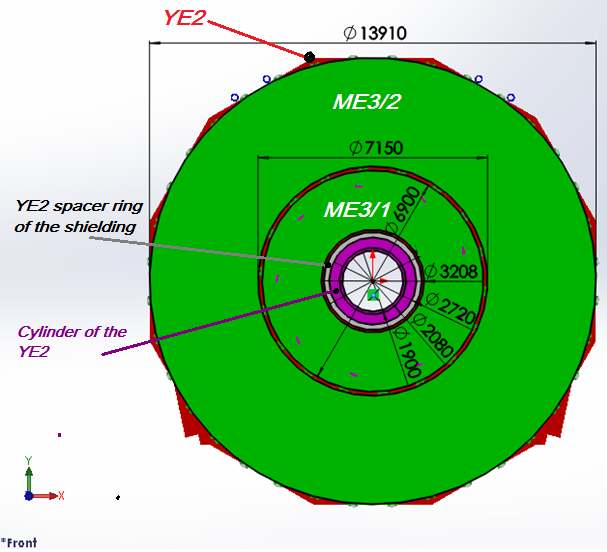 YE2
⌀13910
ME3/2
⌀7150
YE2 spacer ring
of the shielding
ME3/1
⌀6900
⌀3208
⌀2720
⌀2080
⌀1900
Cylinder of the
YE2
Y
X
*Front